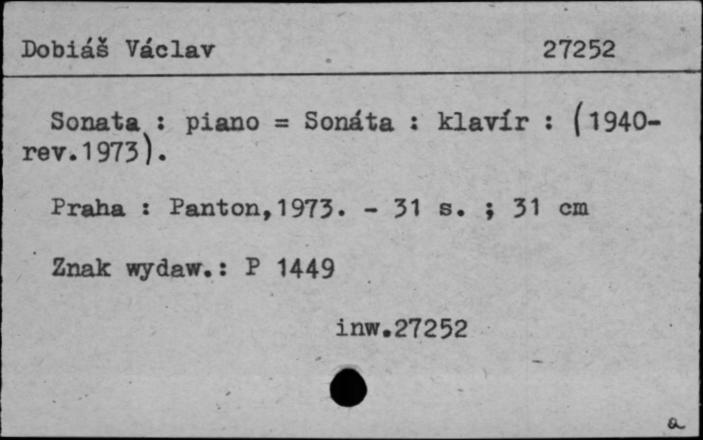 Dobiáš Václav 27252
Sonata : piano = Sonáta : klavír : (1940-
rev.1973).
Praha : Panton,1973. - 31 s. ; 31 cm
Znak wydaw.: P 1449
inw.27252
a